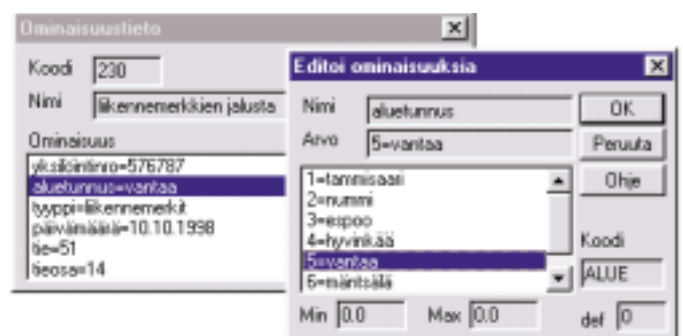 Ominaisuustieto
Koodi 230
Nimi liikennemerkkien jalusta
Ominaisuus
yksilöintinro=576787
aluetunnus=vantaa
tyyppi=liikennemerkit
päivämäärä=10.10.1998
tie=51
tieosa=14
Editoi ominaisuuksia
Nimi aluetunnus
OK
Arvo 5=vantaa
Peruuta
1=tammisaari
Ohje
2=nummi
3=espoo
4=hyvinkää
Koodi
5=vantaa
ALUE
6=mäntsälä
Min 0.0 Max 0.0 def 0